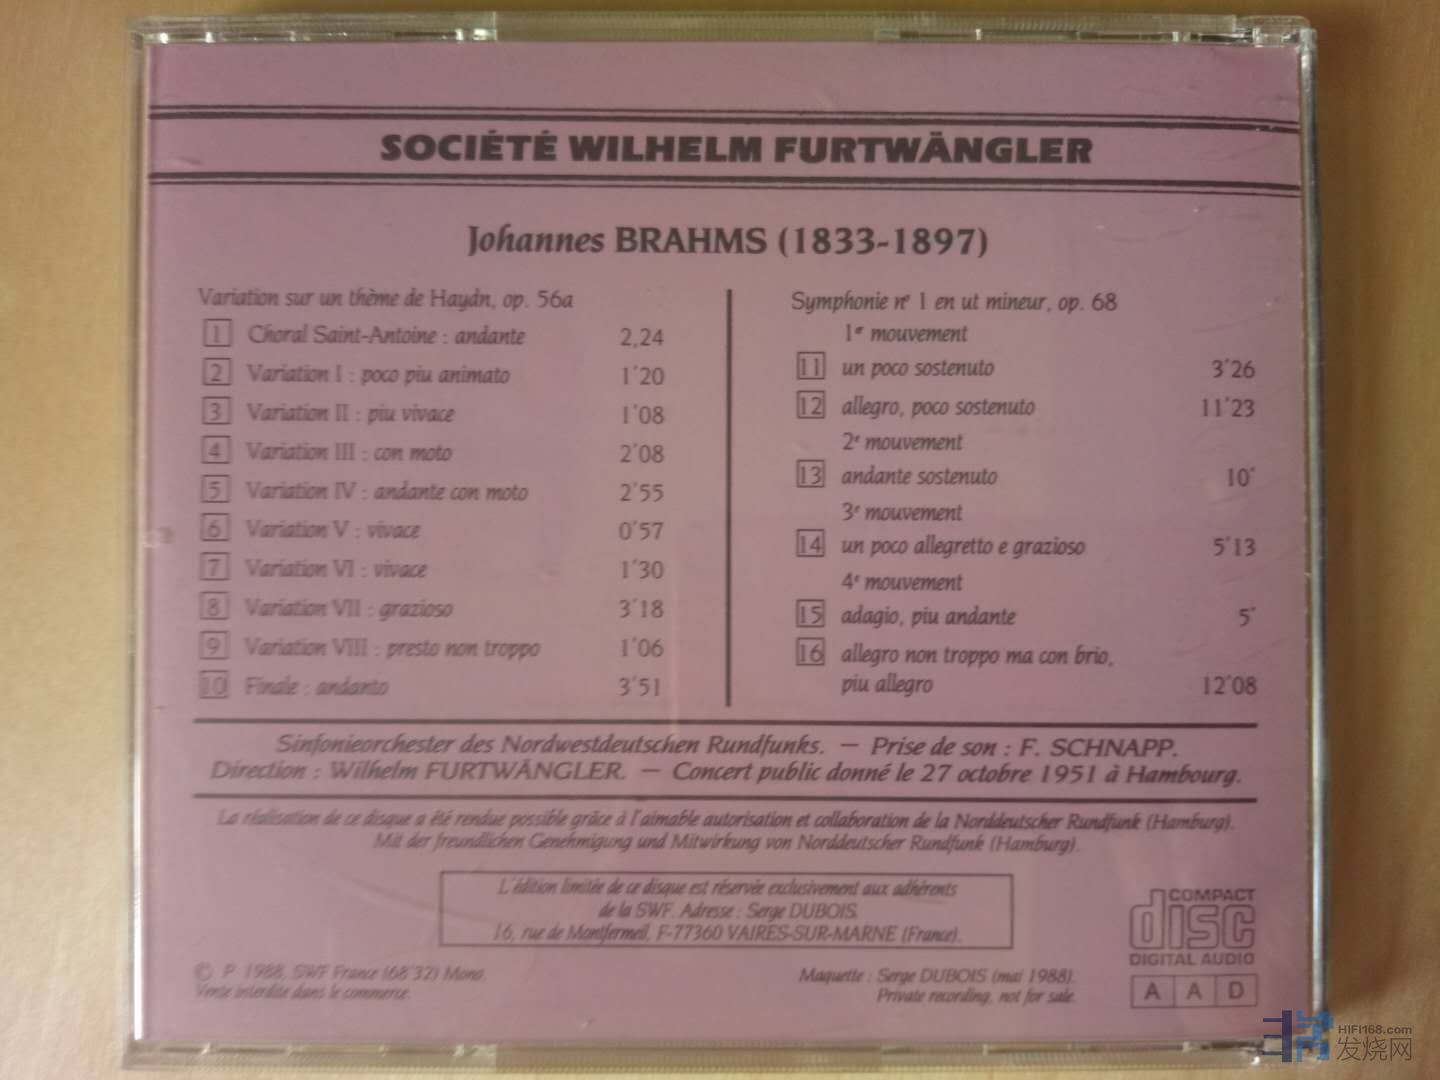 SOCIÉTÉ WILHELM FURTWÄNGLER
Johannes BRAHMS (1833-1897)
Variation sur un thème de Haydn, op. 56a
1 Choral Saint-Antoine : andante 2,24
2 Variation I : poco piu animato 1'20
3 Variation II : piu vivace 1'08
4 Variation III : con moto 2'08
5 Variation IV : andante con moto 2'55
6 Variation V : vivace 0'57
7 Variation VI : vivace 1'30
8 Variation VII : grazioso 3'18
9 Variation VIII : presto non troppo 1'06
10 Finale : andanto 3'51
Symphonie n° 1 en ut mineur, op. 68
1er mouvement
11 un poco sostenuto 3'26
12 allegro, poco sostenuto 11'23
2e mouvement
13 andante sostenuto 10'
3e mouvement
14 un poco allegretto e grazioso 5'13
4e mouvement
15 adagio, piu andante 5'
16 allegro non troppo ma con brio,
piu allegro 12'08
Sinfonieorchester des Nordwestdeutschen Rundfunks. — Prise de son : F. SCHNAPP.
Direction : Wilhelm FURTWÄNGLER. — Concert public donné le 27 octobre 1951 à Hambourg.
La réalisation de ce disque a été rendue possible grâce à l'aimable autorisation et collaboration de la Norddeutscher Rundfunk (Hamburg).
Mit der freundlichen Genehmigung und Mitwirkung von Norddeutscher Rundfunk (Hamburg).
L'édition limitée de ce disque est réservée exclusivement aux adhérents
de la SWF. Adresse : Serge DUBOIS.
16, rue de Montfermeil, F-77360 VAIRES-SUR-MARNE (France).
COMPACT
disc
DIGITAL AUDIO
© P 1988, SWF France (68'32) Mono.
Vente interdite dans le commerce.
Maquette : Serge DUBOIS (mai 1988).
Private recording, not for sale.
A A D
HIFI168.com
发烧网